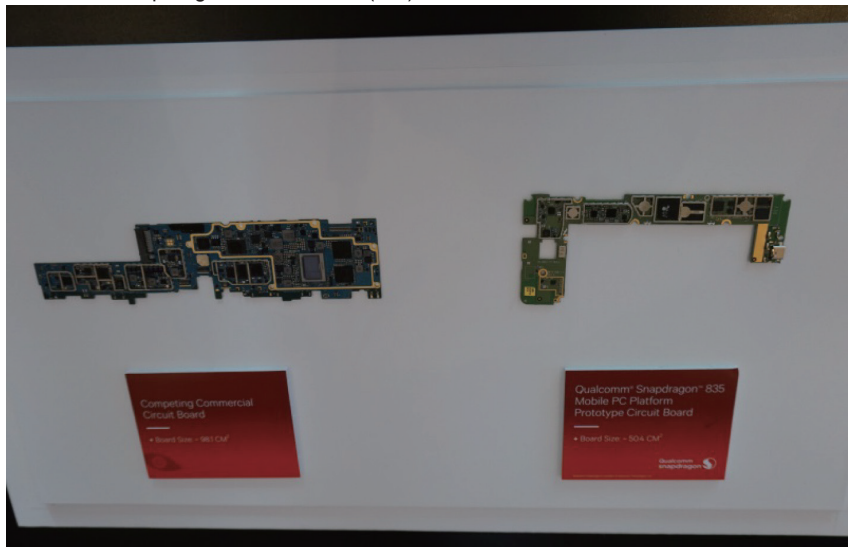 Competing Commercial
Circuit Board
• Board Size ~ 98.1 CM²
Qualcomm® Snapdragon™ 835
Mobile PC Platform
Prototype Circuit Board
• Board Size ~ 50.4 CM²
Qualcomm
snapdragon